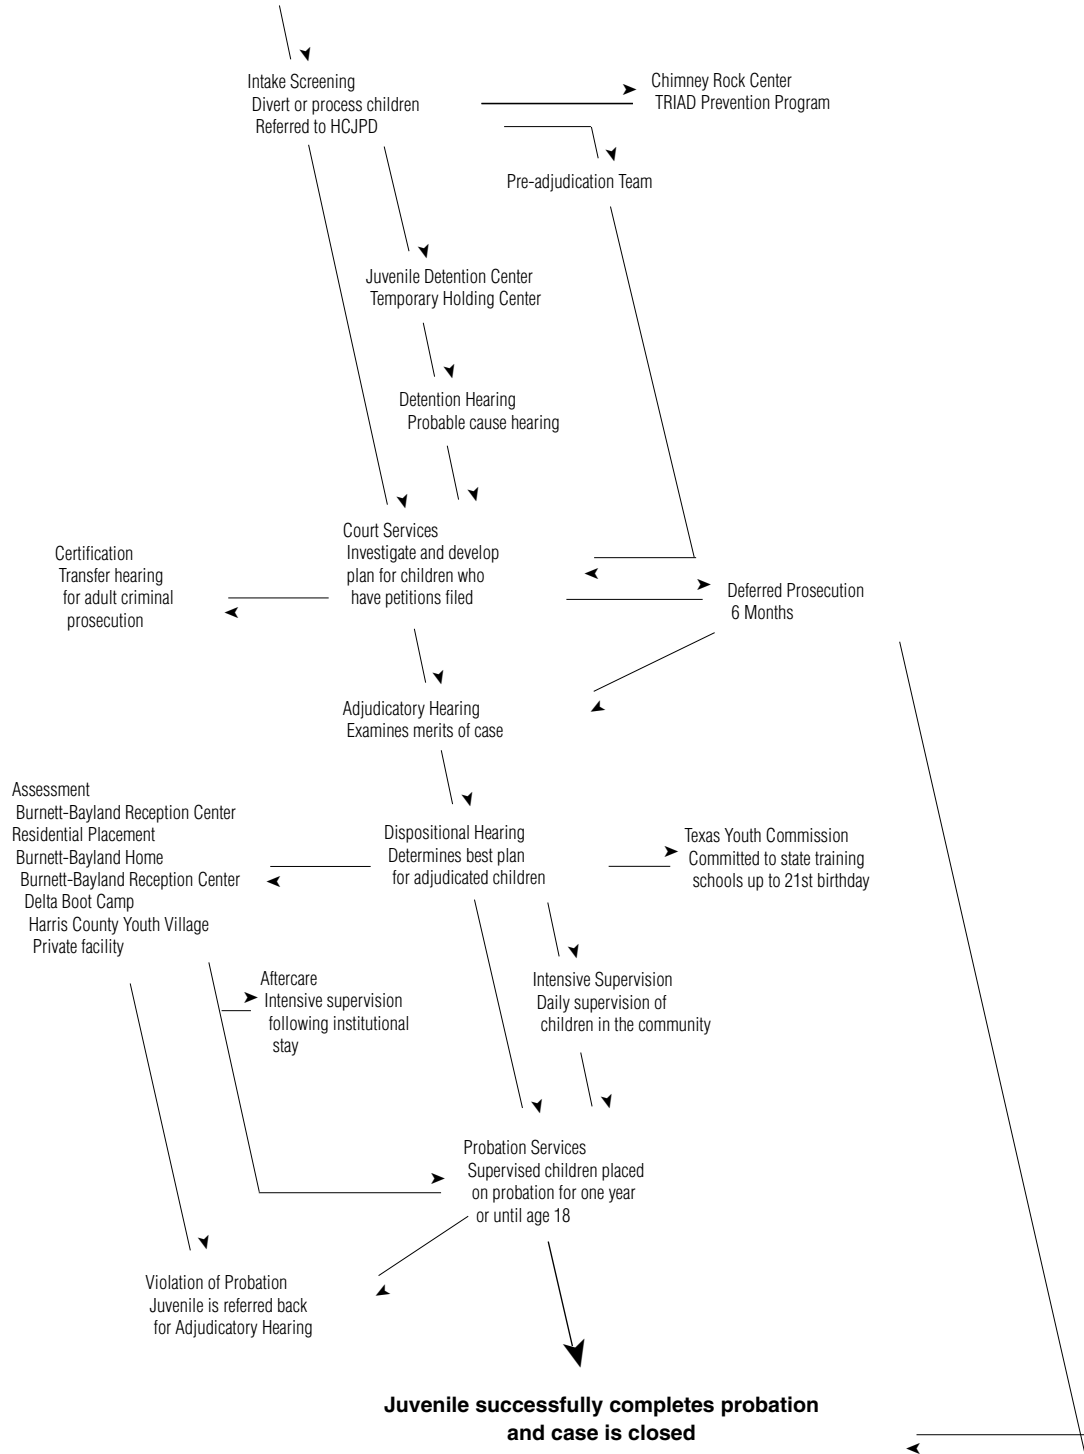 Intake Screening
Divert or process children
Referred to HCJPD
Chimney Rock Center
TRIAD Prevention Program
Pre-adjudication Team
Juvenile Detention Center
Temporary Holding Center
Detention Hearing
Probable cause hearing
Court Services
Investigate and develop
plan for children who
have petitions filed
Certification
Transfer hearing
for adult criminal
prosecution
Deferred Prosecution
6 Months
Adjudicatory Hearing
Examines merits of case
Assessment
Burnett-Bayland Reception Center
Residential Placement
Burnett-Bayland Home
Burnett-Bayland Reception Center
Delta Boot Camp
Harris County Youth Village
Private facility
Dispositional Hearing
Determines best plan
for adjudicated children
Texas Youth Commission
Committed to state training
schools up to 21st birthday
Aftercare
Intensive supervision
following institutional
stay
Intensive Supervision
Daily supervision of
children in the community
Probation Services
Supervised children placed
on probation for one year
or until age 18
Violation of Probation
Juvenile is referred back
for Adjudicatory Hearing
Juvenile successfully completes probation
and case is closed